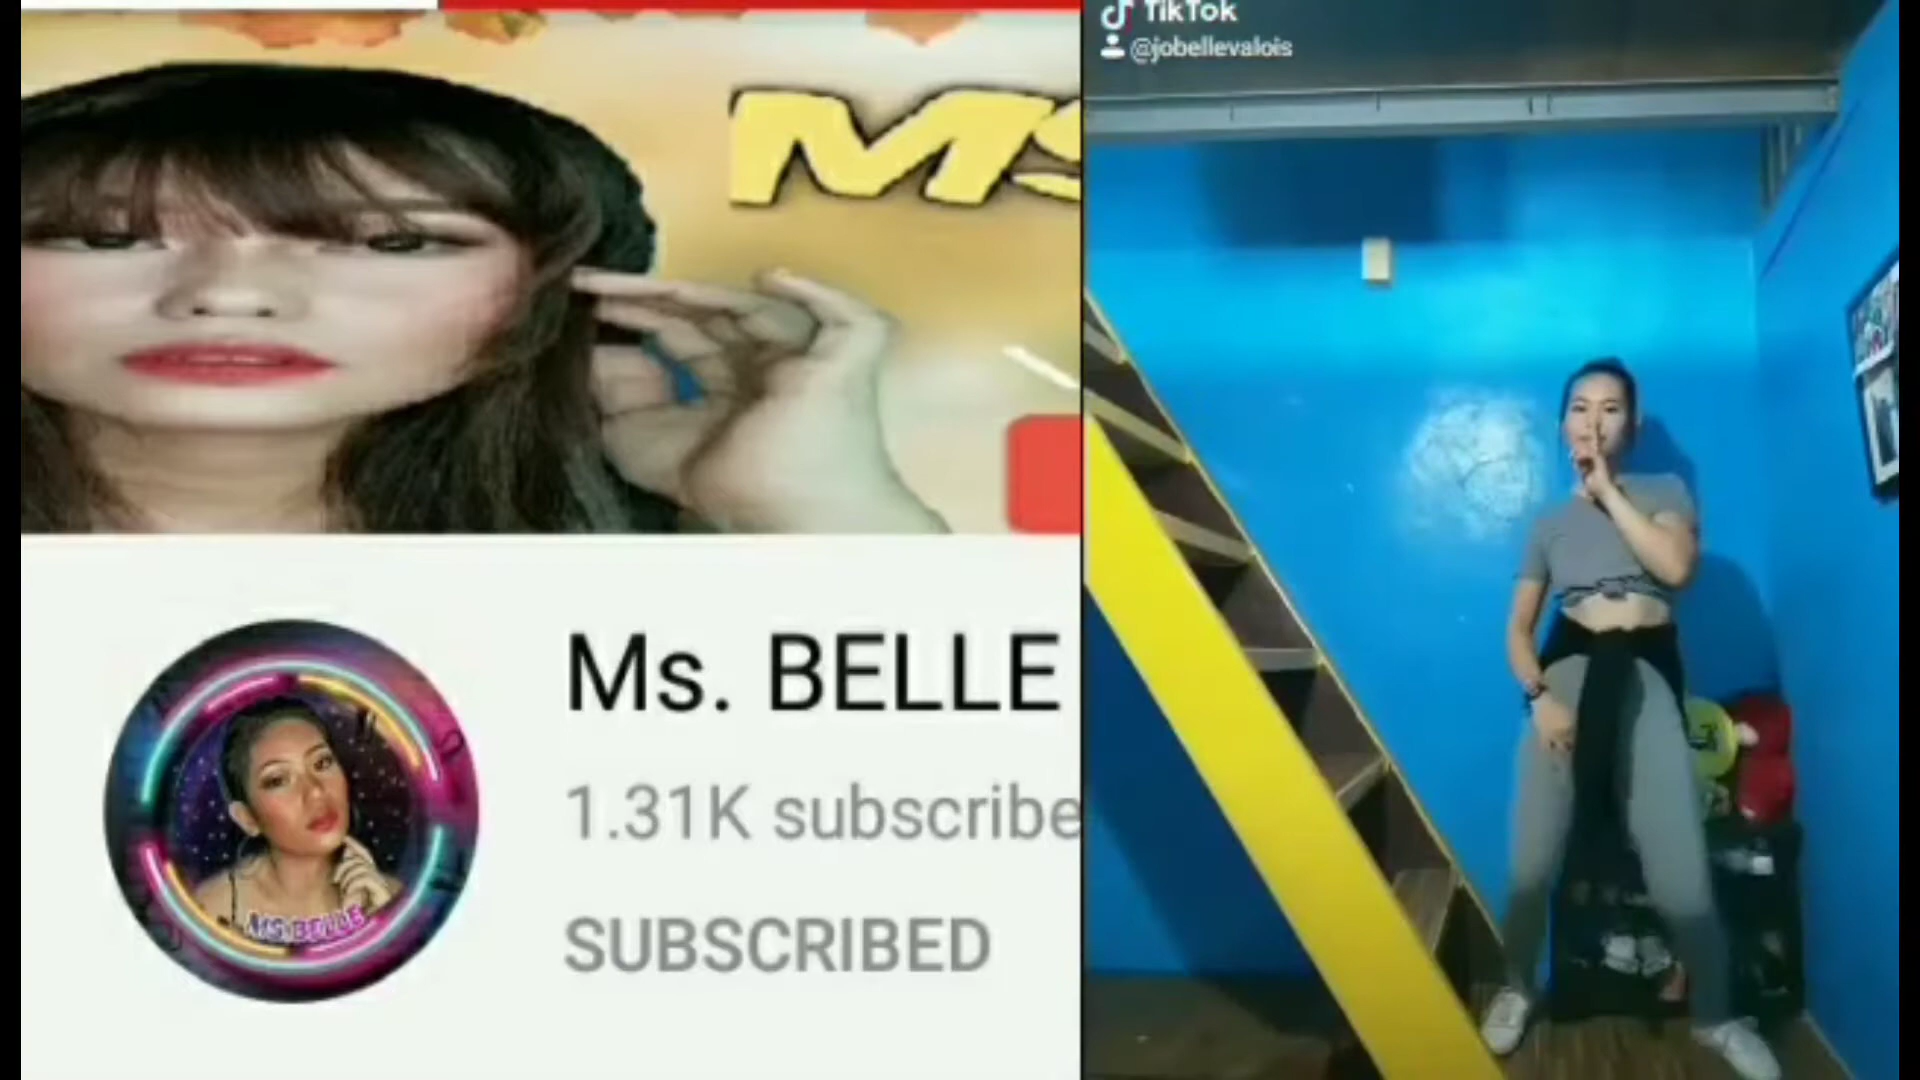 MS
Ms. BELLE
1.31K subscribe
SUBSCRIBED
MS. BELLE
TikTok
@jobellevalois